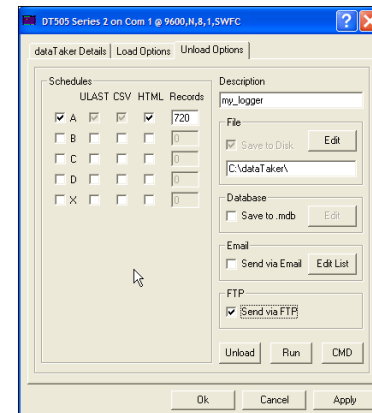 DT505 Series 2 on Com 1 @ 9600,N,8,1,SWFC
dataTaker Details Load Options Unload Options
Schedules
ULAST CSV HTML Records
A 720
B 0
C 0
D 0
X 0
Description
my_logger
File
Save to Disk Edit
C:\dataTaker\
Database
Save to .mdb Edit
Email
Send via Email Edit List
FTP
Send via FTP
Unload Run CMD
Ok Cancel Apply